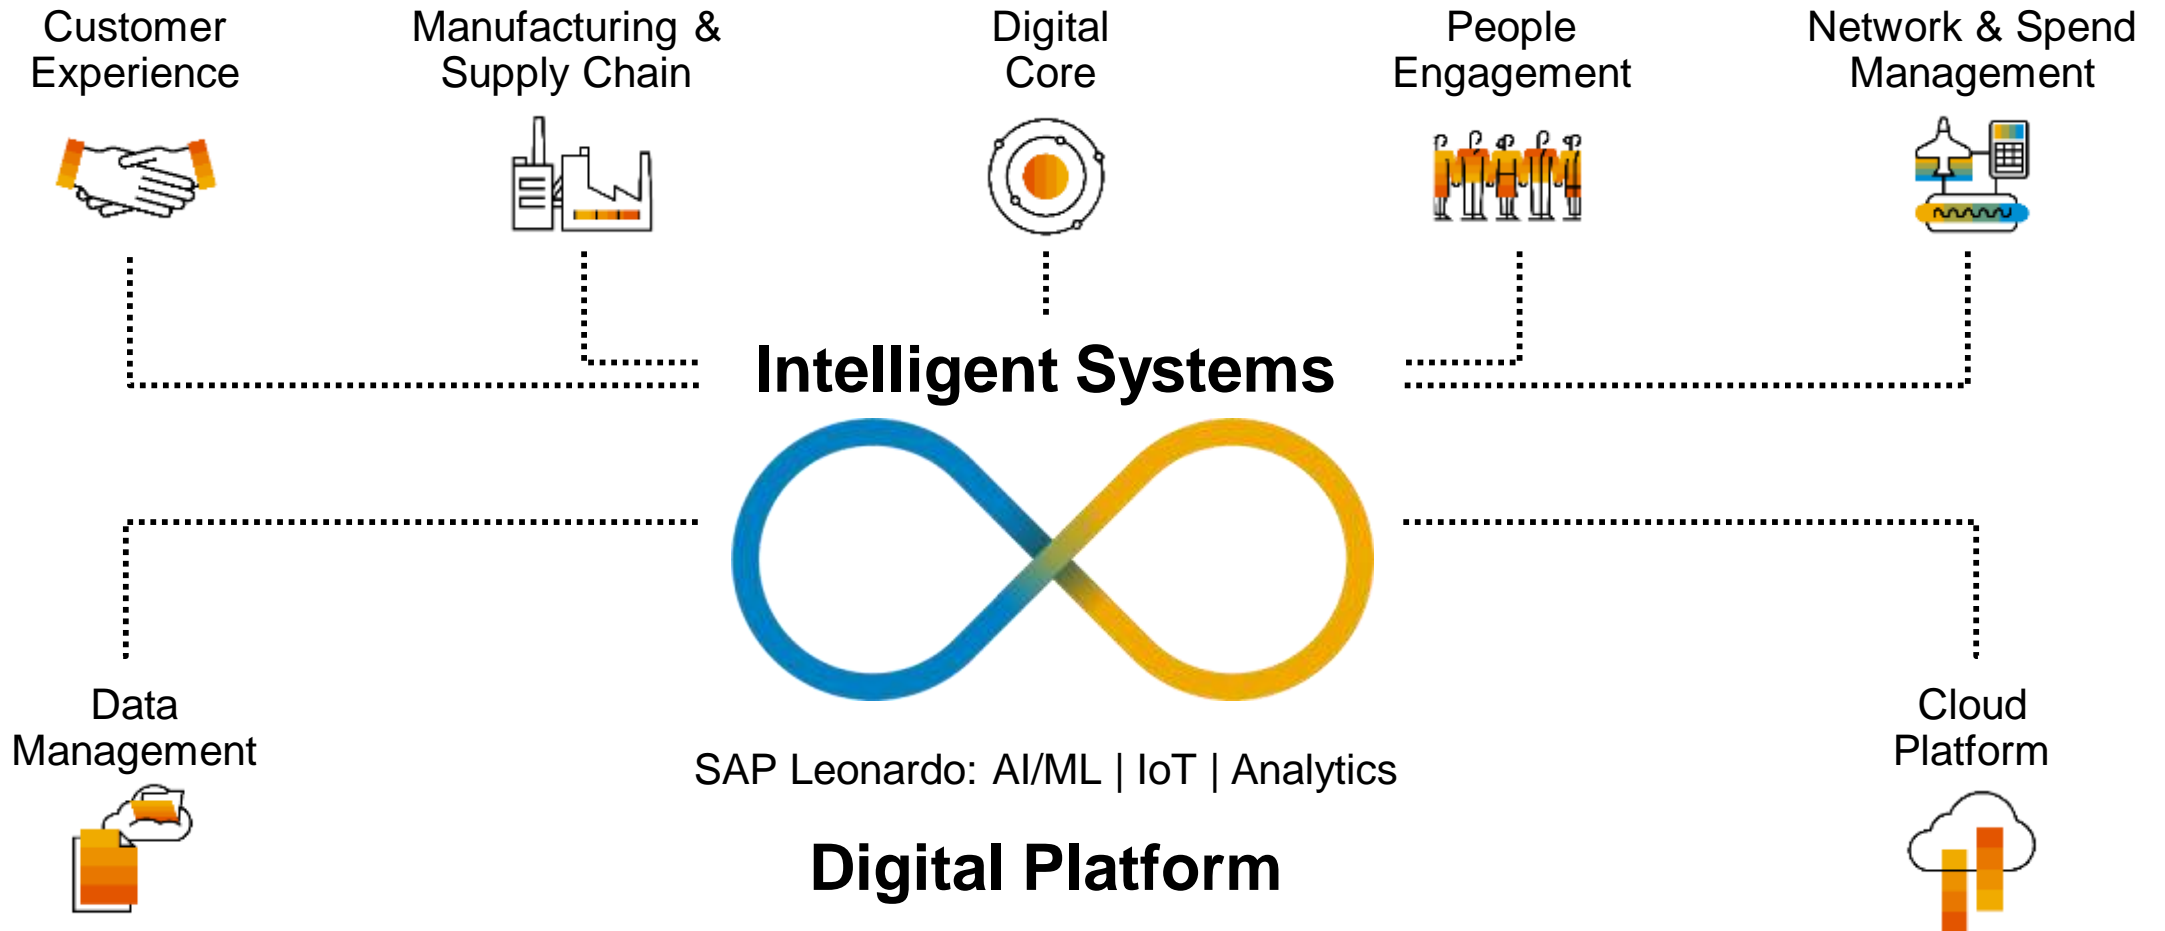 Customer
Experience
Manufacturing &
Supply Chain
Digital
Core
People
Engagement
Network & Spend
Management
Intelligent Systems
Data
Management
Cloud
Platform
SAP Leonardo: AI/ML | IoT | Analytics
Digital Platform